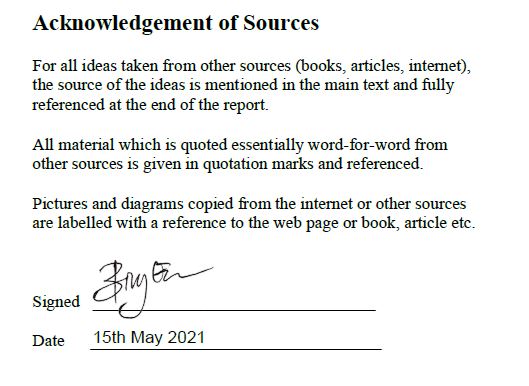 Acknowledgement of Sources
For all ideas taken from other sources (books, articles, internet),
the source of the ideas is mentioned in the main text and fully
referenced at the end of the report.
All material which is quoted essentially word-for-word from
other sources is given in quotation marks and referenced.
Pictures and diagrams copied from the internet or other sources
are labelled with a reference to the web page or book, article etc.
Signed
Date 15th May 2021